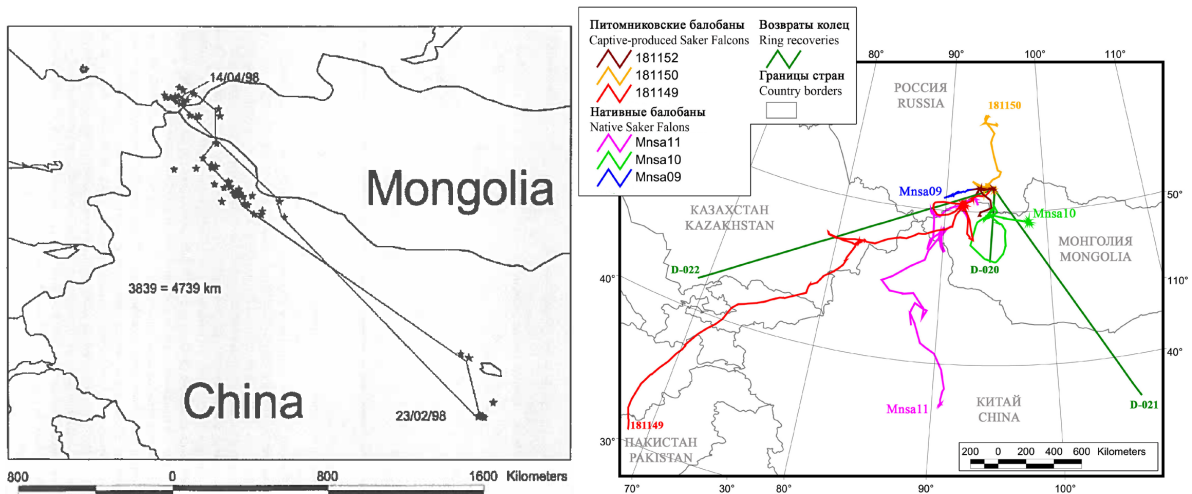 14/04/98
Mongolia
3839 = 4739 km
China
23/02/98
800 0 800 1600 Kilometers
Питомниковские балобаны
Captive-produced Saker Falcons
181152
181150
181149
Нативные балобаны
Native Saker Falons
Mnsa11
Mnsa10
Mnsa09
Возвраты колец
Ring recoveries
Границы стран
Country borders
80° 90° 100°
РОССИЯ
RUSSIA
181150
50°
Mnsa09
КАЗАХСТАН
KAZAKHSTAN
Mnsa10
МОНГОЛИЯ
MONGOLIA
D-022
D-020
40°
110°
40°
Mnsa11
КИТАЙ
CHINA
D-021
181149
ПАКИСТАН
PAKISTAN
30°
200 0 200 400 600
Kilometers
70° 80° 90° 100°